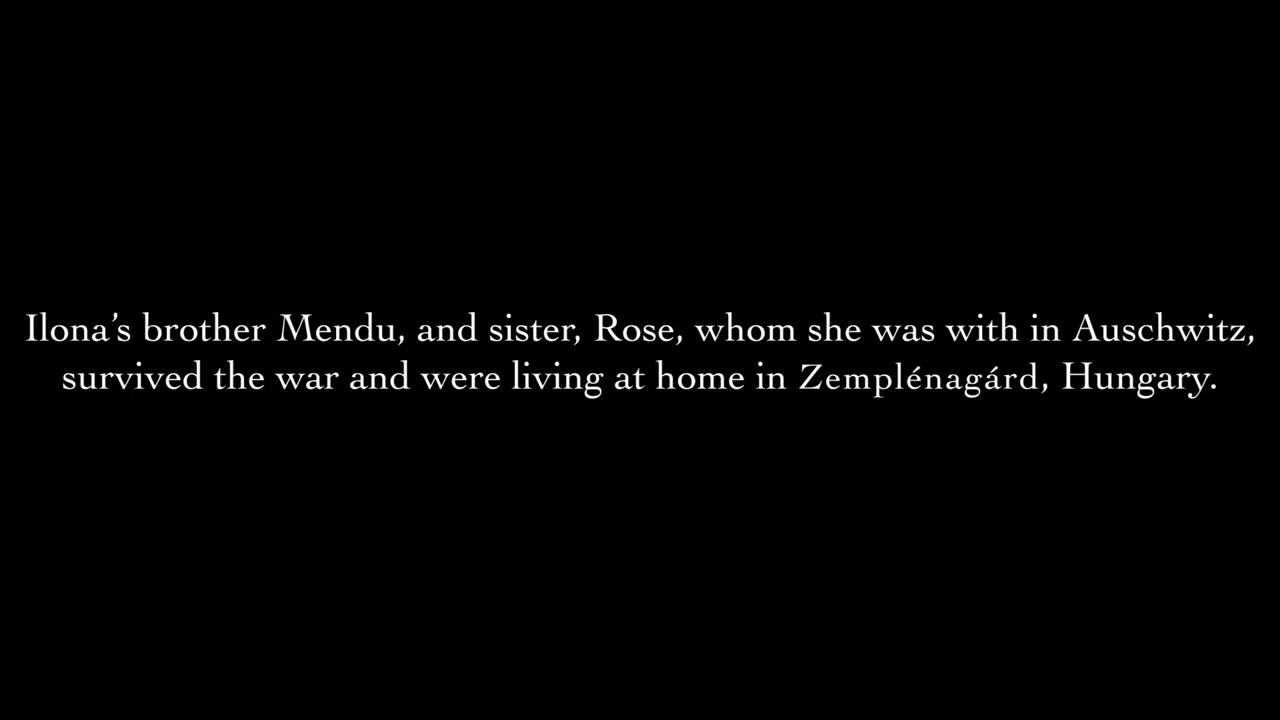 Ilona’s brother Mendu, and sister, Rose, whom she was with in Auschwitz,
survived the war and were living at home in Zemplénagárd, Hungary.